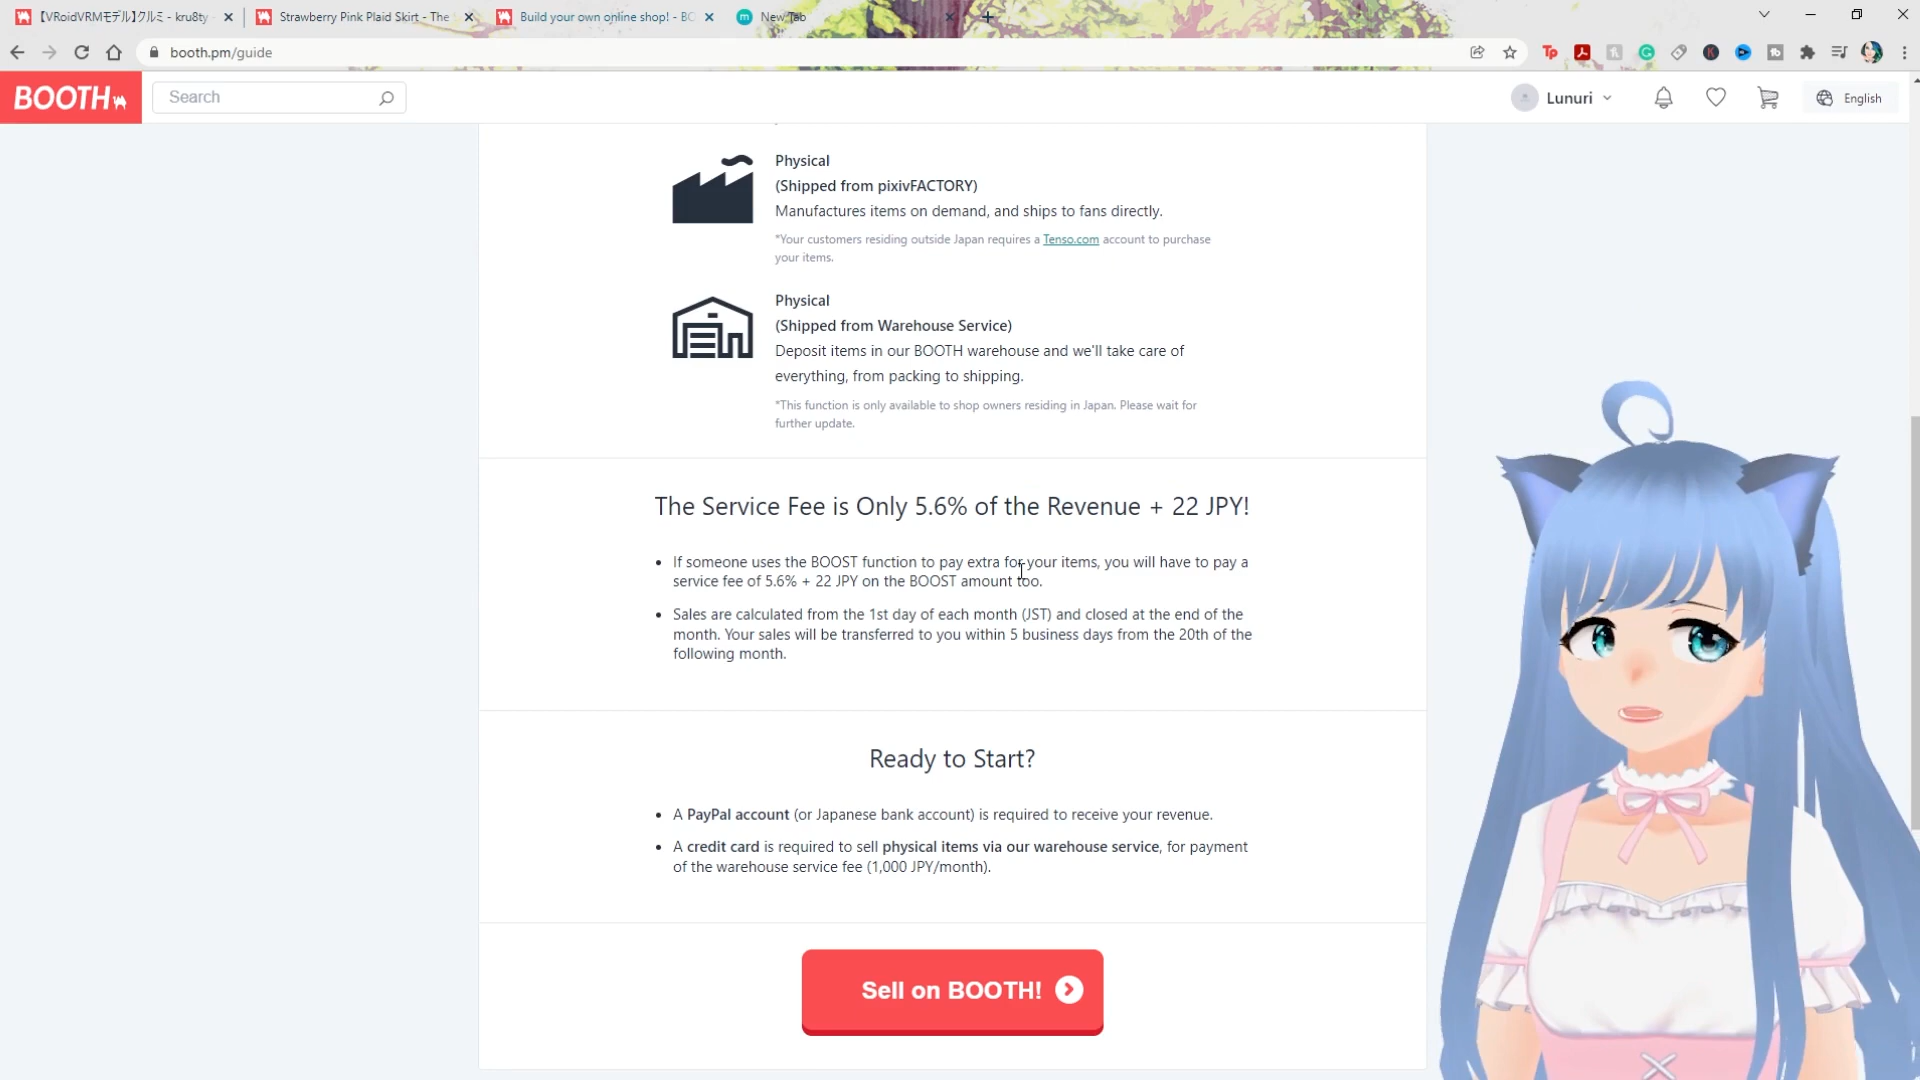 【VRoidVRMモデル】クルミ - kru8ty
Strawberry Pink Plaid Skirt - The
Build your own online shop! - BO
New Tab
booth.pm/guide
BOOTH
Search
Lunuri
English
Physical
(Shipped from pixivFACTORY)
Manufactures items on demand, and ships to fans directly.
*Your customers residing outside Japan requires a Tenso.com account to purchase
your items.
Physical
(Shipped from Warehouse Service)
Deposit items in our BOOTH warehouse and we'll take care of
everything, from packing to shipping.
*This function is only available to shop owners residing in Japan. Please wait for
further update.
The Service Fee is Only 5.6% of the Revenue + 22 JPY!
• If someone uses the BOOST function to pay extra for your items, you will have to pay a
service fee of 5.6% + 22 JPY on the BOOST amount too.
• Sales are calculated from the 1st day of each month (JST) and closed at the end of the
month. Your sales will be transferred to you within 5 business days from the 20th of the
following month.
Ready to Start?
• A PayPal account (or Japanese bank account) is required to receive your revenue.
• A credit card is required to sell physical items via our warehouse service, for payment
of the warehouse service fee (1,000 JPY/month).
Sell on BOOTH!